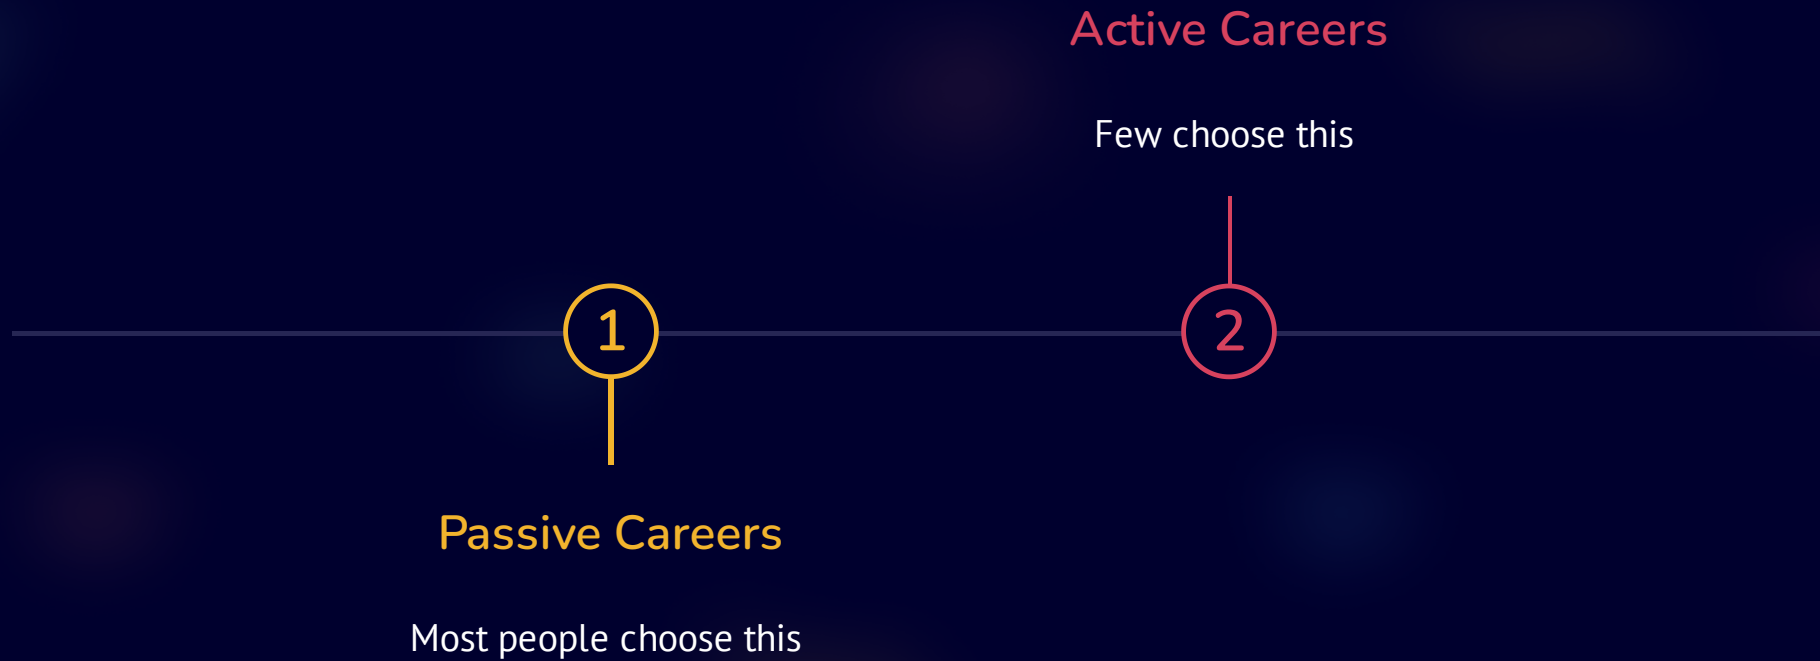 Active Careers
Few choose this
1
2
Passive Careers
Most people choose this